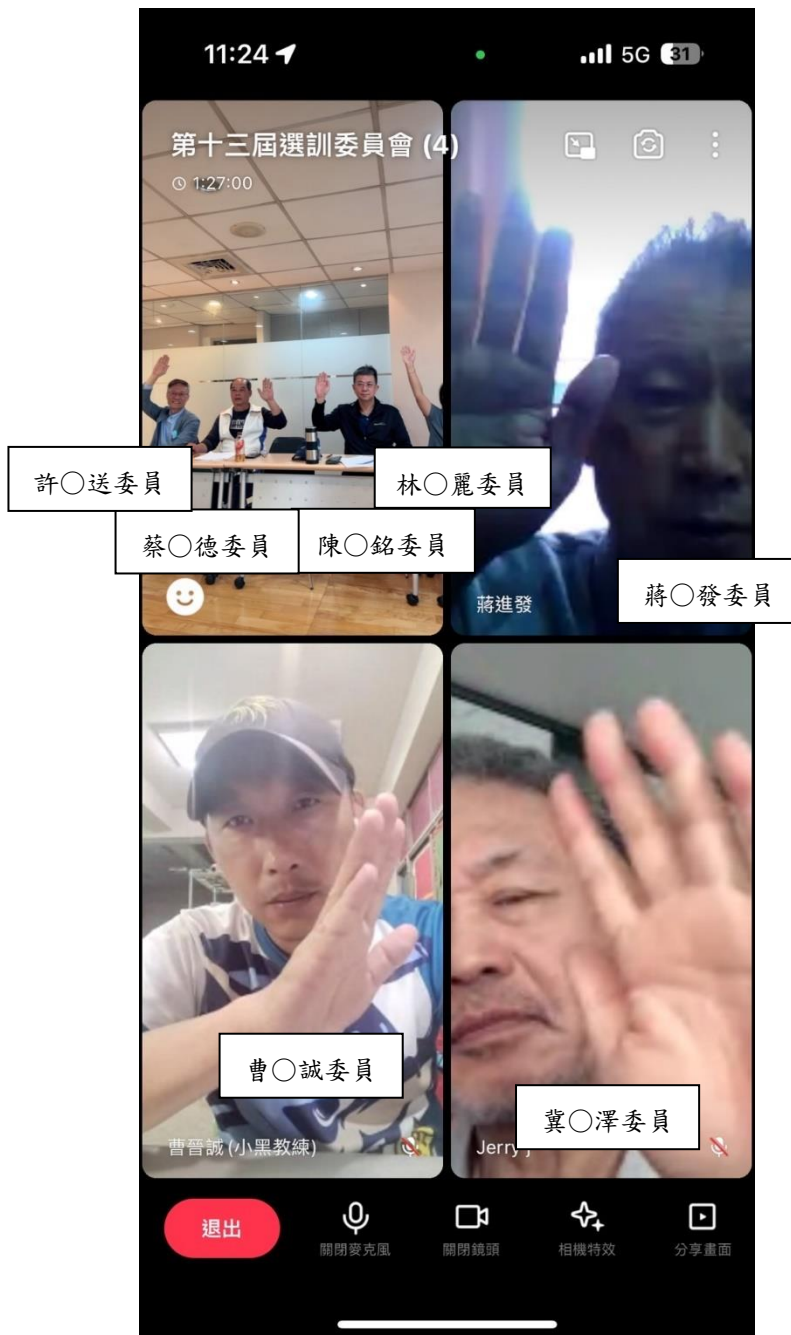 11:24
5G 31
第十三屆選訓委員會 (4)
1:27:00
許○送委員
林○麗委員
蔡○德委員
陳○銘委員
蔣進發
蔣○發委員
曹○誠委員
冀○澤委員
曹晉誠 (小黑教練)
Jerry j
退出
關閉麥克風
關閉鏡頭
相機特效
分享畫面